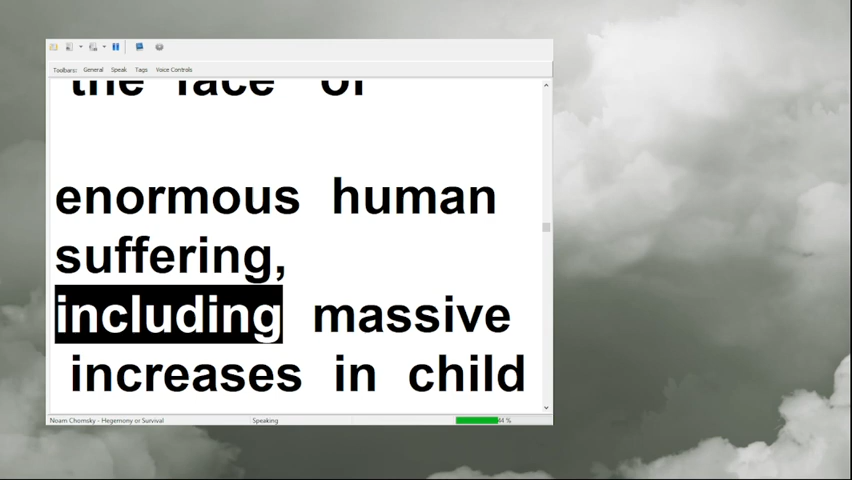 Toolbars: General Speak Tags Voice Controls
the face of
enormous human
suffering,
including massive
increases in child
Noam Chomsky - Hegemony or Survival Speaking 44 %